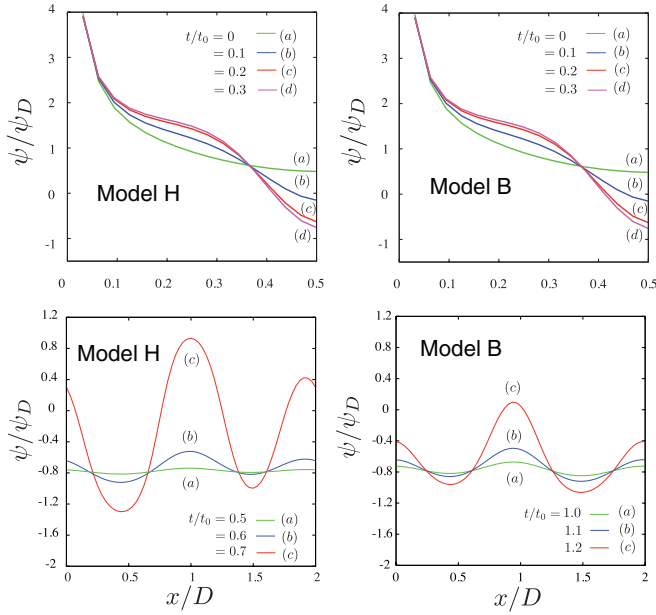 ψ/ψ_D
4
3
2
1
0
-1
t/t₀ = 0 (a)
= 0.1 (b)
= 0.2 (c)
= 0.3 (d)
Model H
(a)
(b)
(c)
(d)
0 0.1 0.2 0.3 0.4 0.5
ψ/ψ_D
4
3
2
1
0
-1
t/t₀ = 0 (a)
= 0.1 (b)
= 0.2 (c)
= 0.3 (d)
Model B
(a)
(b)
(c)
(d)
0 0.1 0.2 0.3 0.4 0.5
ψ/ψ_D
1.2
0.8
0.4
0
-0.4
-0.8
-1.2
-1.6
-2
Model H
(c)
(b)
(a)
t/t₀ = 0.5 (a)
= 0.6 (b)
= 0.7 (c)
0 0.5 1 1.5 2
x/D
ψ/ψ_D
1.2
0.8
0.4
0
-0.4
-0.8
-1.2
-1.6
-2
Model B
(c)
(b)
(a)
t/t₀ = 1.0 (a)
1.1 (b)
1.2 (c)
0 0.5 1 1.5 2
x/D